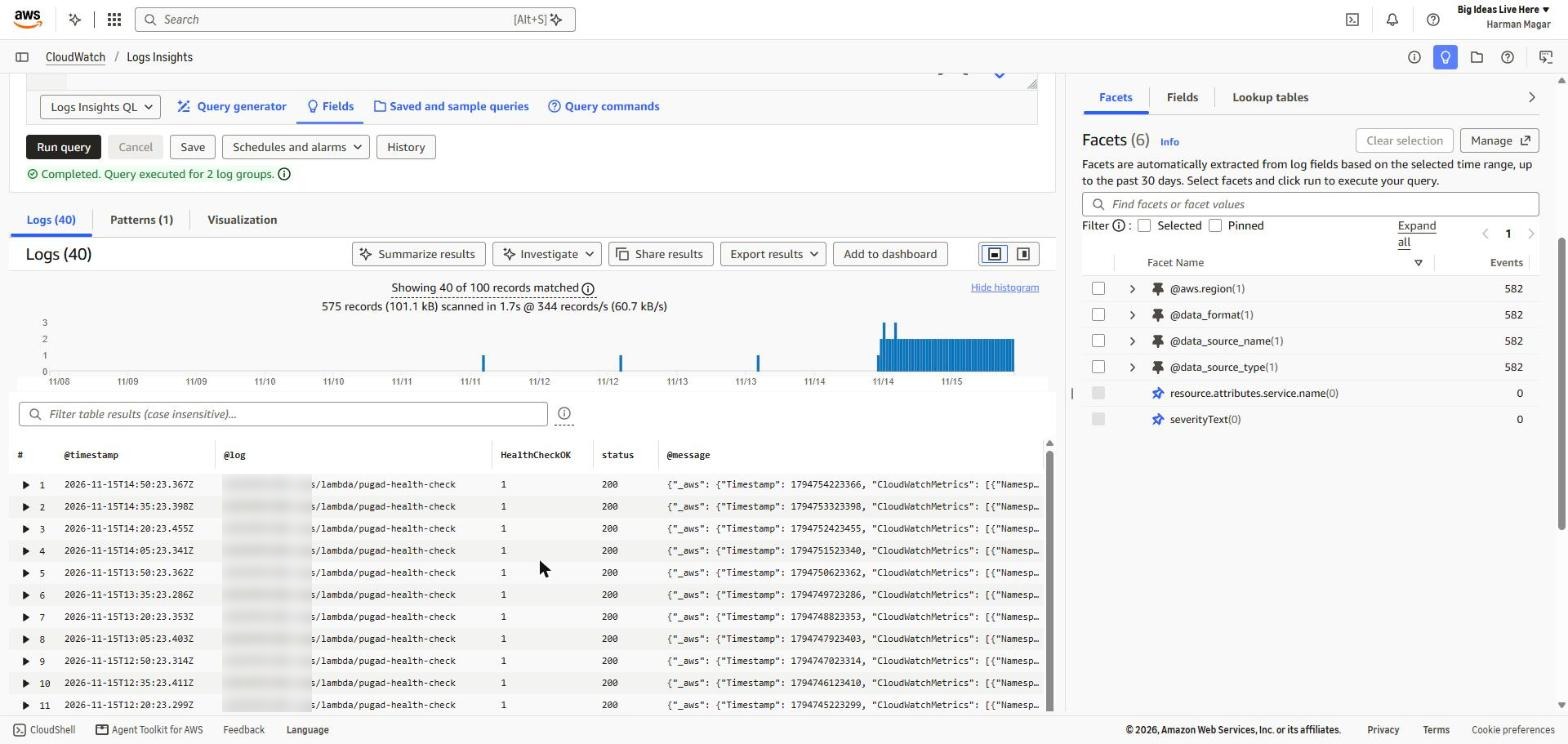 aws
Search
[Alt+S]
Big Ideas Live Here
Harman Magar
CloudWatch / Logs Insights
Logs Insights QL
Query generator
Fields
Saved and sample queries
Query commands
Run query
Cancel
Save
Schedules and alarms
History
Completed. Query executed for 2 log groups.
Logs (40)
Patterns (1)
Visualization
Logs (40)
Summarize results
Investigate
Share results
Export results
Add to dashboard
Showing 40 of 100 records matched
Hide histogram
575 records (101.1 kB) scanned in 1.7s @ 344 records/s (60.7 kB/s)
3
2
1
0
11/08 11/09 11/09 11/10 11/10 11/11 11/11 11/12 11/12 11/13 11/13 11/14 11/14 11/15
Filter table results (case insensitive)...
# @timestamp @log HealthCheckOK status @message
1 2026-11-15T14:50:23.367Z s/lambda/pugad-health-check 1 200 {"_aws": {"Timestamp": 1794754223366, "CloudWatchMetrics": [{"Namesp…
2 2026-11-15T14:35:23.398Z s/lambda/pugad-health-check 1 200 {"_aws": {"Timestamp": 1794753323398, "CloudWatchMetrics": [{"Namesp…
3 2026-11-15T14:20:23.455Z s/lambda/pugad-health-check 1 200 {"_aws": {"Timestamp": 1794752423455, "CloudWatchMetrics": [{"Namesp…
4 2026-11-15T14:05:23.341Z s/lambda/pugad-health-check 1 200 {"_aws": {"Timestamp": 1794751523340, "CloudWatchMetrics": [{"Namesp…
5 2026-11-15T13:50:23.362Z s/lambda/pugad-health-check 1 200 {"_aws": {"Timestamp": 1794750623362, "CloudWatchMetrics": [{"Namesp…
6 2026-11-15T13:35:23.286Z s/lambda/pugad-health-check 1 200 {"_aws": {"Timestamp": 1794749723286, "CloudWatchMetrics": [{"Namesp…
7 2026-11-15T13:20:23.353Z s/lambda/pugad-health-check 1 200 {"_aws": {"Timestamp": 1794748823353, "CloudWatchMetrics": [{"Namesp…
8 2026-11-15T13:05:23.403Z s/lambda/pugad-health-check 1 200 {"_aws": {"Timestamp": 1794747923403, "CloudWatchMetrics": [{"Namesp…
9 2026-11-15T12:50:23.314Z s/lambda/pugad-health-check 1 200 {"_aws": {"Timestamp": 1794747023314, "CloudWatchMetrics": [{"Namesp…
10 2026-11-15T12:35:23.411Z s/lambda/pugad-health-check 1 200 {"_aws": {"Timestamp": 1794746123410, "CloudWatchMetrics": [{"Namesp…
11 2026-11-15T12:20:23.299Z s/lambda/pugad-health-check 1 200 {"_aws": {"Timestamp": 1794745223299, "CloudWatchMetrics": [{"Namesp…
Facets
Fields
Lookup tables
Facets (6) Info
Clear selection
Manage
Facets are automatically extracted from log fields based on the selected time range, up
to the past 30 days. Select facets and click run to execute your query.
Find facets or facet values
Filter : Selected Pinned
Expand
all
1
Facet Name Events
@aws.region(1) 582
@data_format(1) 582
@data_source_name(1) 582
@data_source_type(1) 582
resource.attributes.service.name(0) 0
severityText(0) 0
CloudShell
Agent Toolkit for AWS
Feedback
Language
© 2026, Amazon Web Services, Inc. or its affiliates.
Privacy
Terms
Cookie preferences